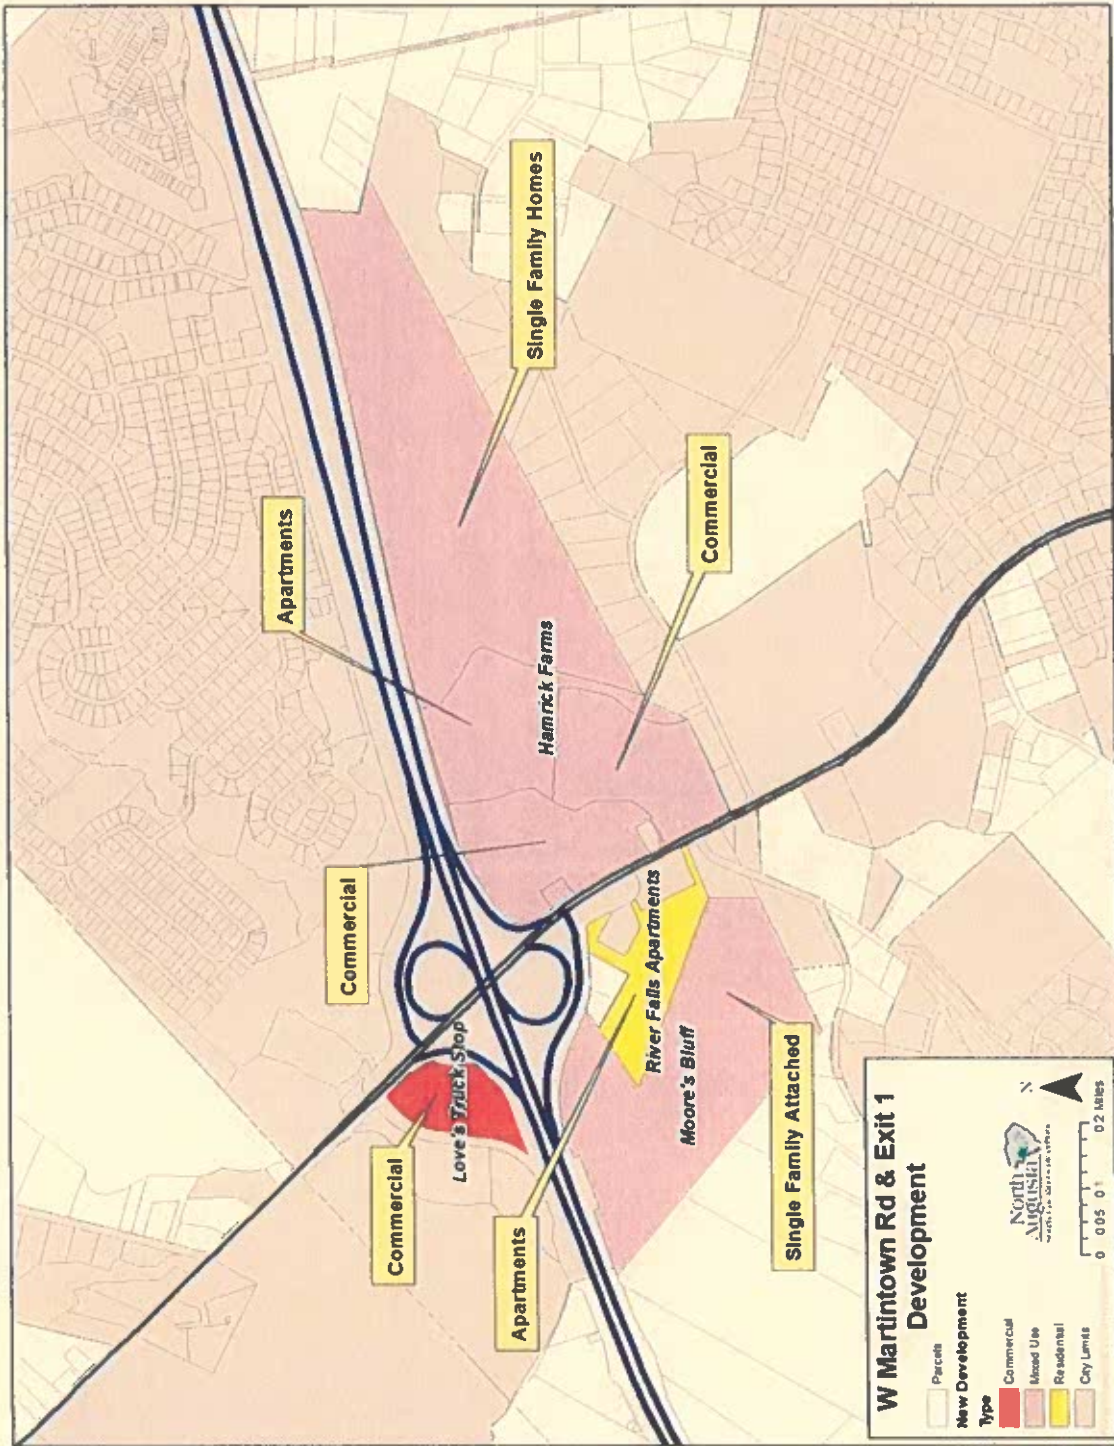 Apartments
Commercial
Commercial
Love's Truck Stop
Apartments
Single Family Homes
Hamrick Farms
River Falls Apartments
Moore's Bluff
Commercial
Single Family Attached
W Martintown Rd & Exit 1
Development
Parcels
New Development
Type
Commercial
Mixed Use
Residential
City Limits
North
Augusta
N
0 0.05 0.1 0.2 Miles